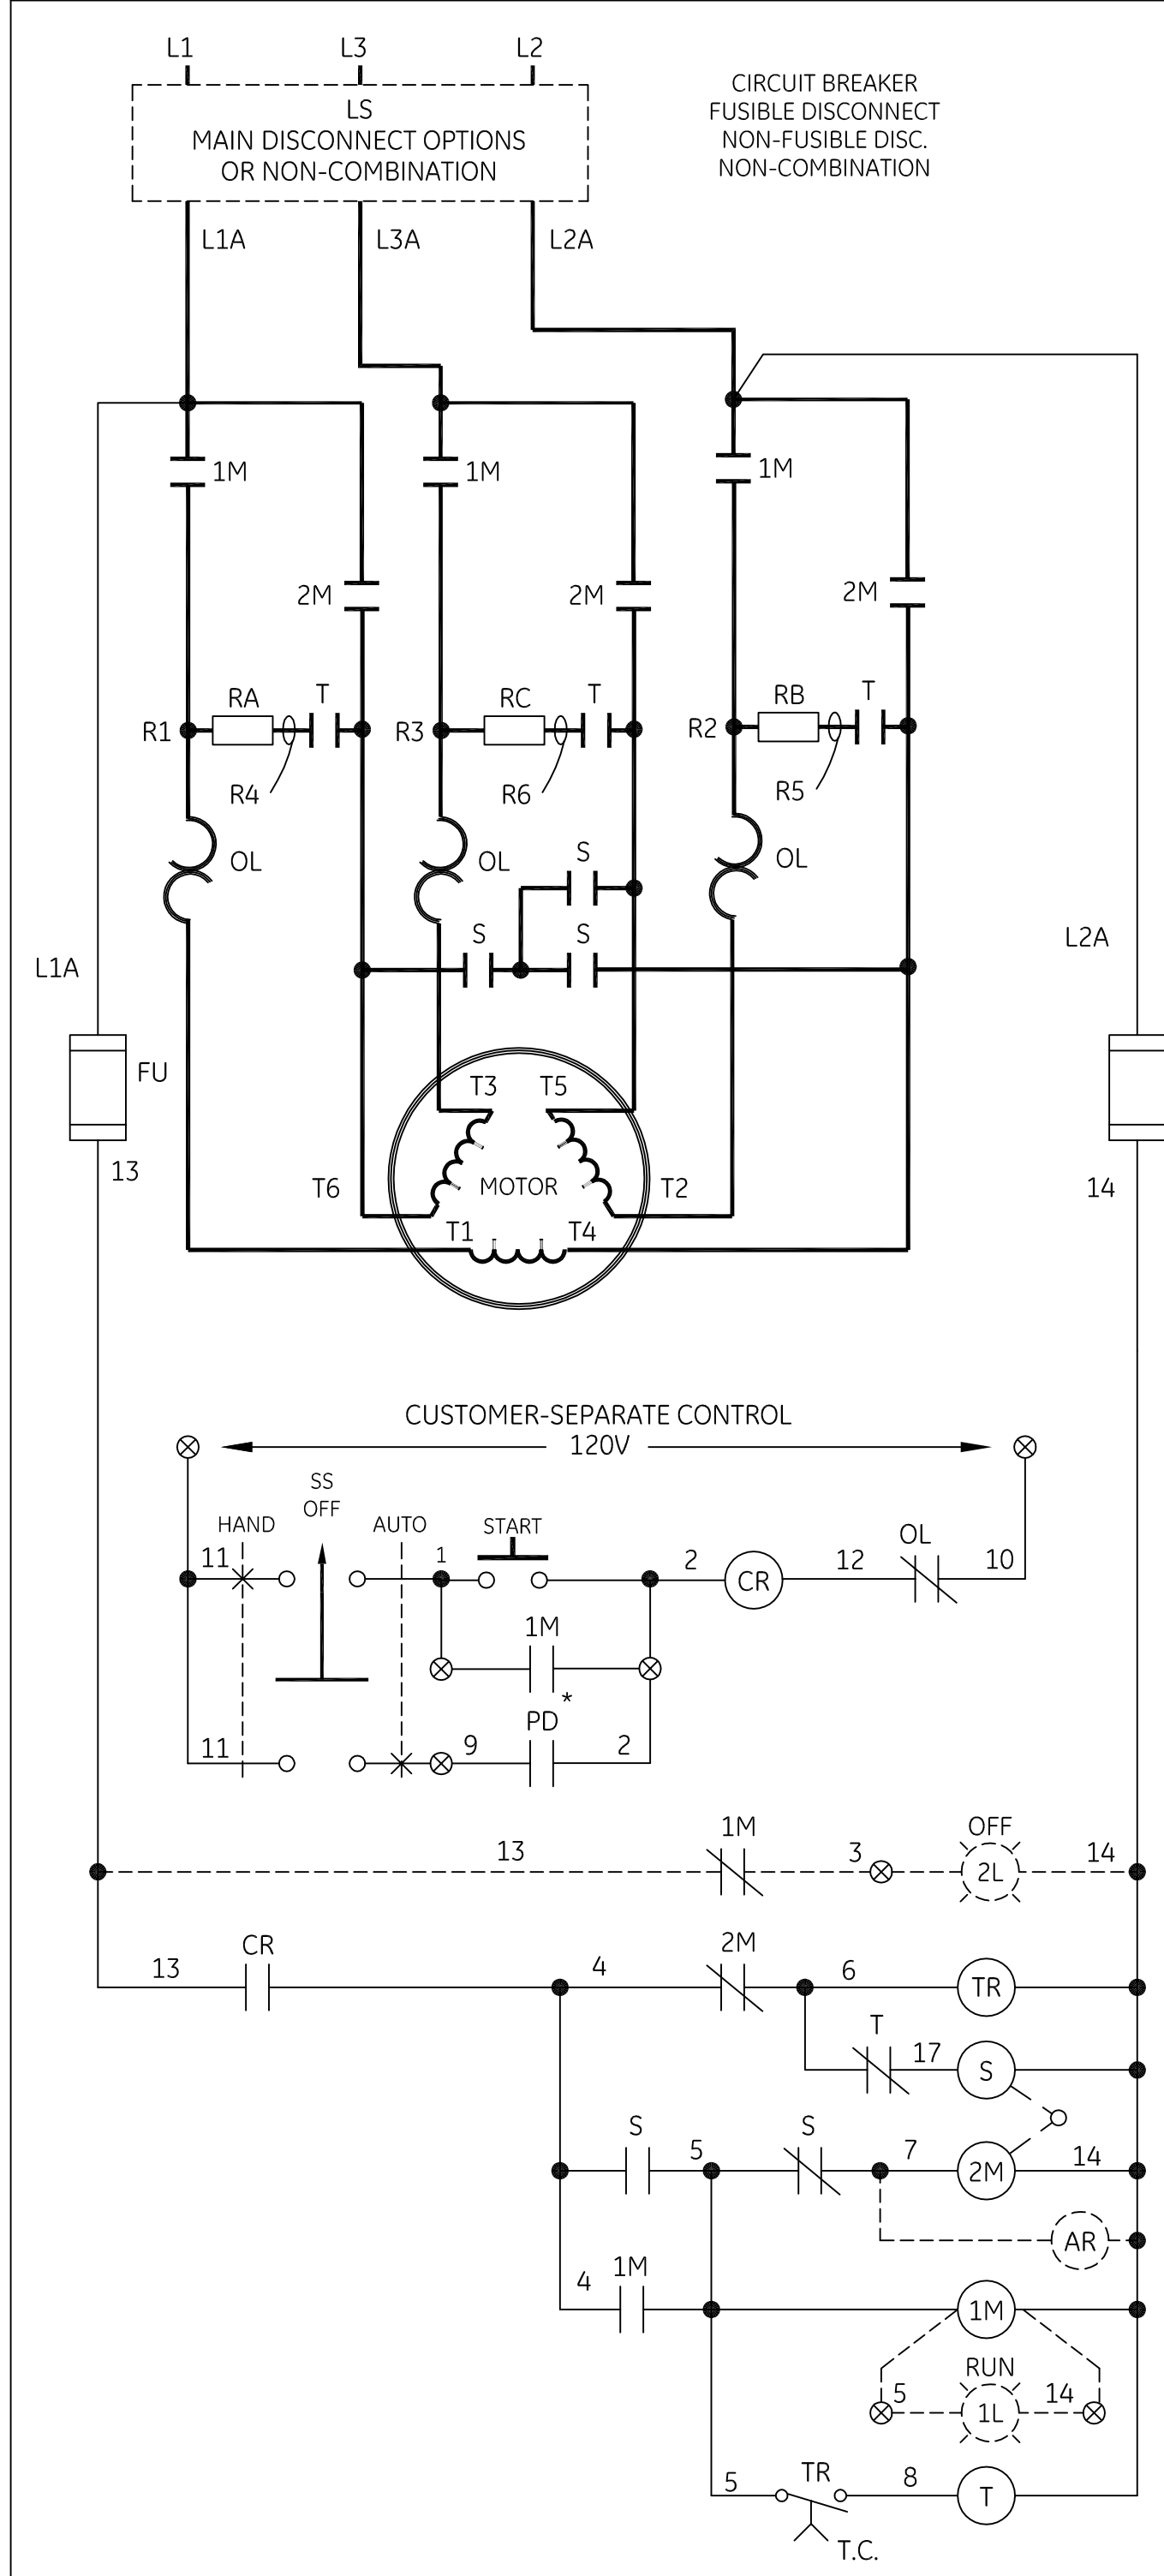 L1 L3 L2
LS
MAIN DISCONNECT OPTIONS
OR NON-COMBINATION
CIRCUIT BREAKER
FUSIBLE DISCONNECT
NON-FUSIBLE DISC.
NON-COMBINATION
L1A L3A L2A
1M 1M 1M
2M 2M 2M
RA T RC T RB T
R1 R3 R2
R4 R6 R5
OL OL OL
S
S S
L1A L2A
FU
T3 T5
13 T6 MOTOR T2 14
T1 T4
CUSTOMER-SEPARATE CONTROL
120V
SS
OFF
HAND AUTO START
11 1 2 CR 12 OL 10
1M
*
PD
11 9 2
13 1M 3 OFF 14
2L
13 CR 4 2M 6 TR
T 17 S
S 5 S 7 2M 14
AR
4 1M 1M
RUN
5 1L 14
5 TR 8 T
T.C.